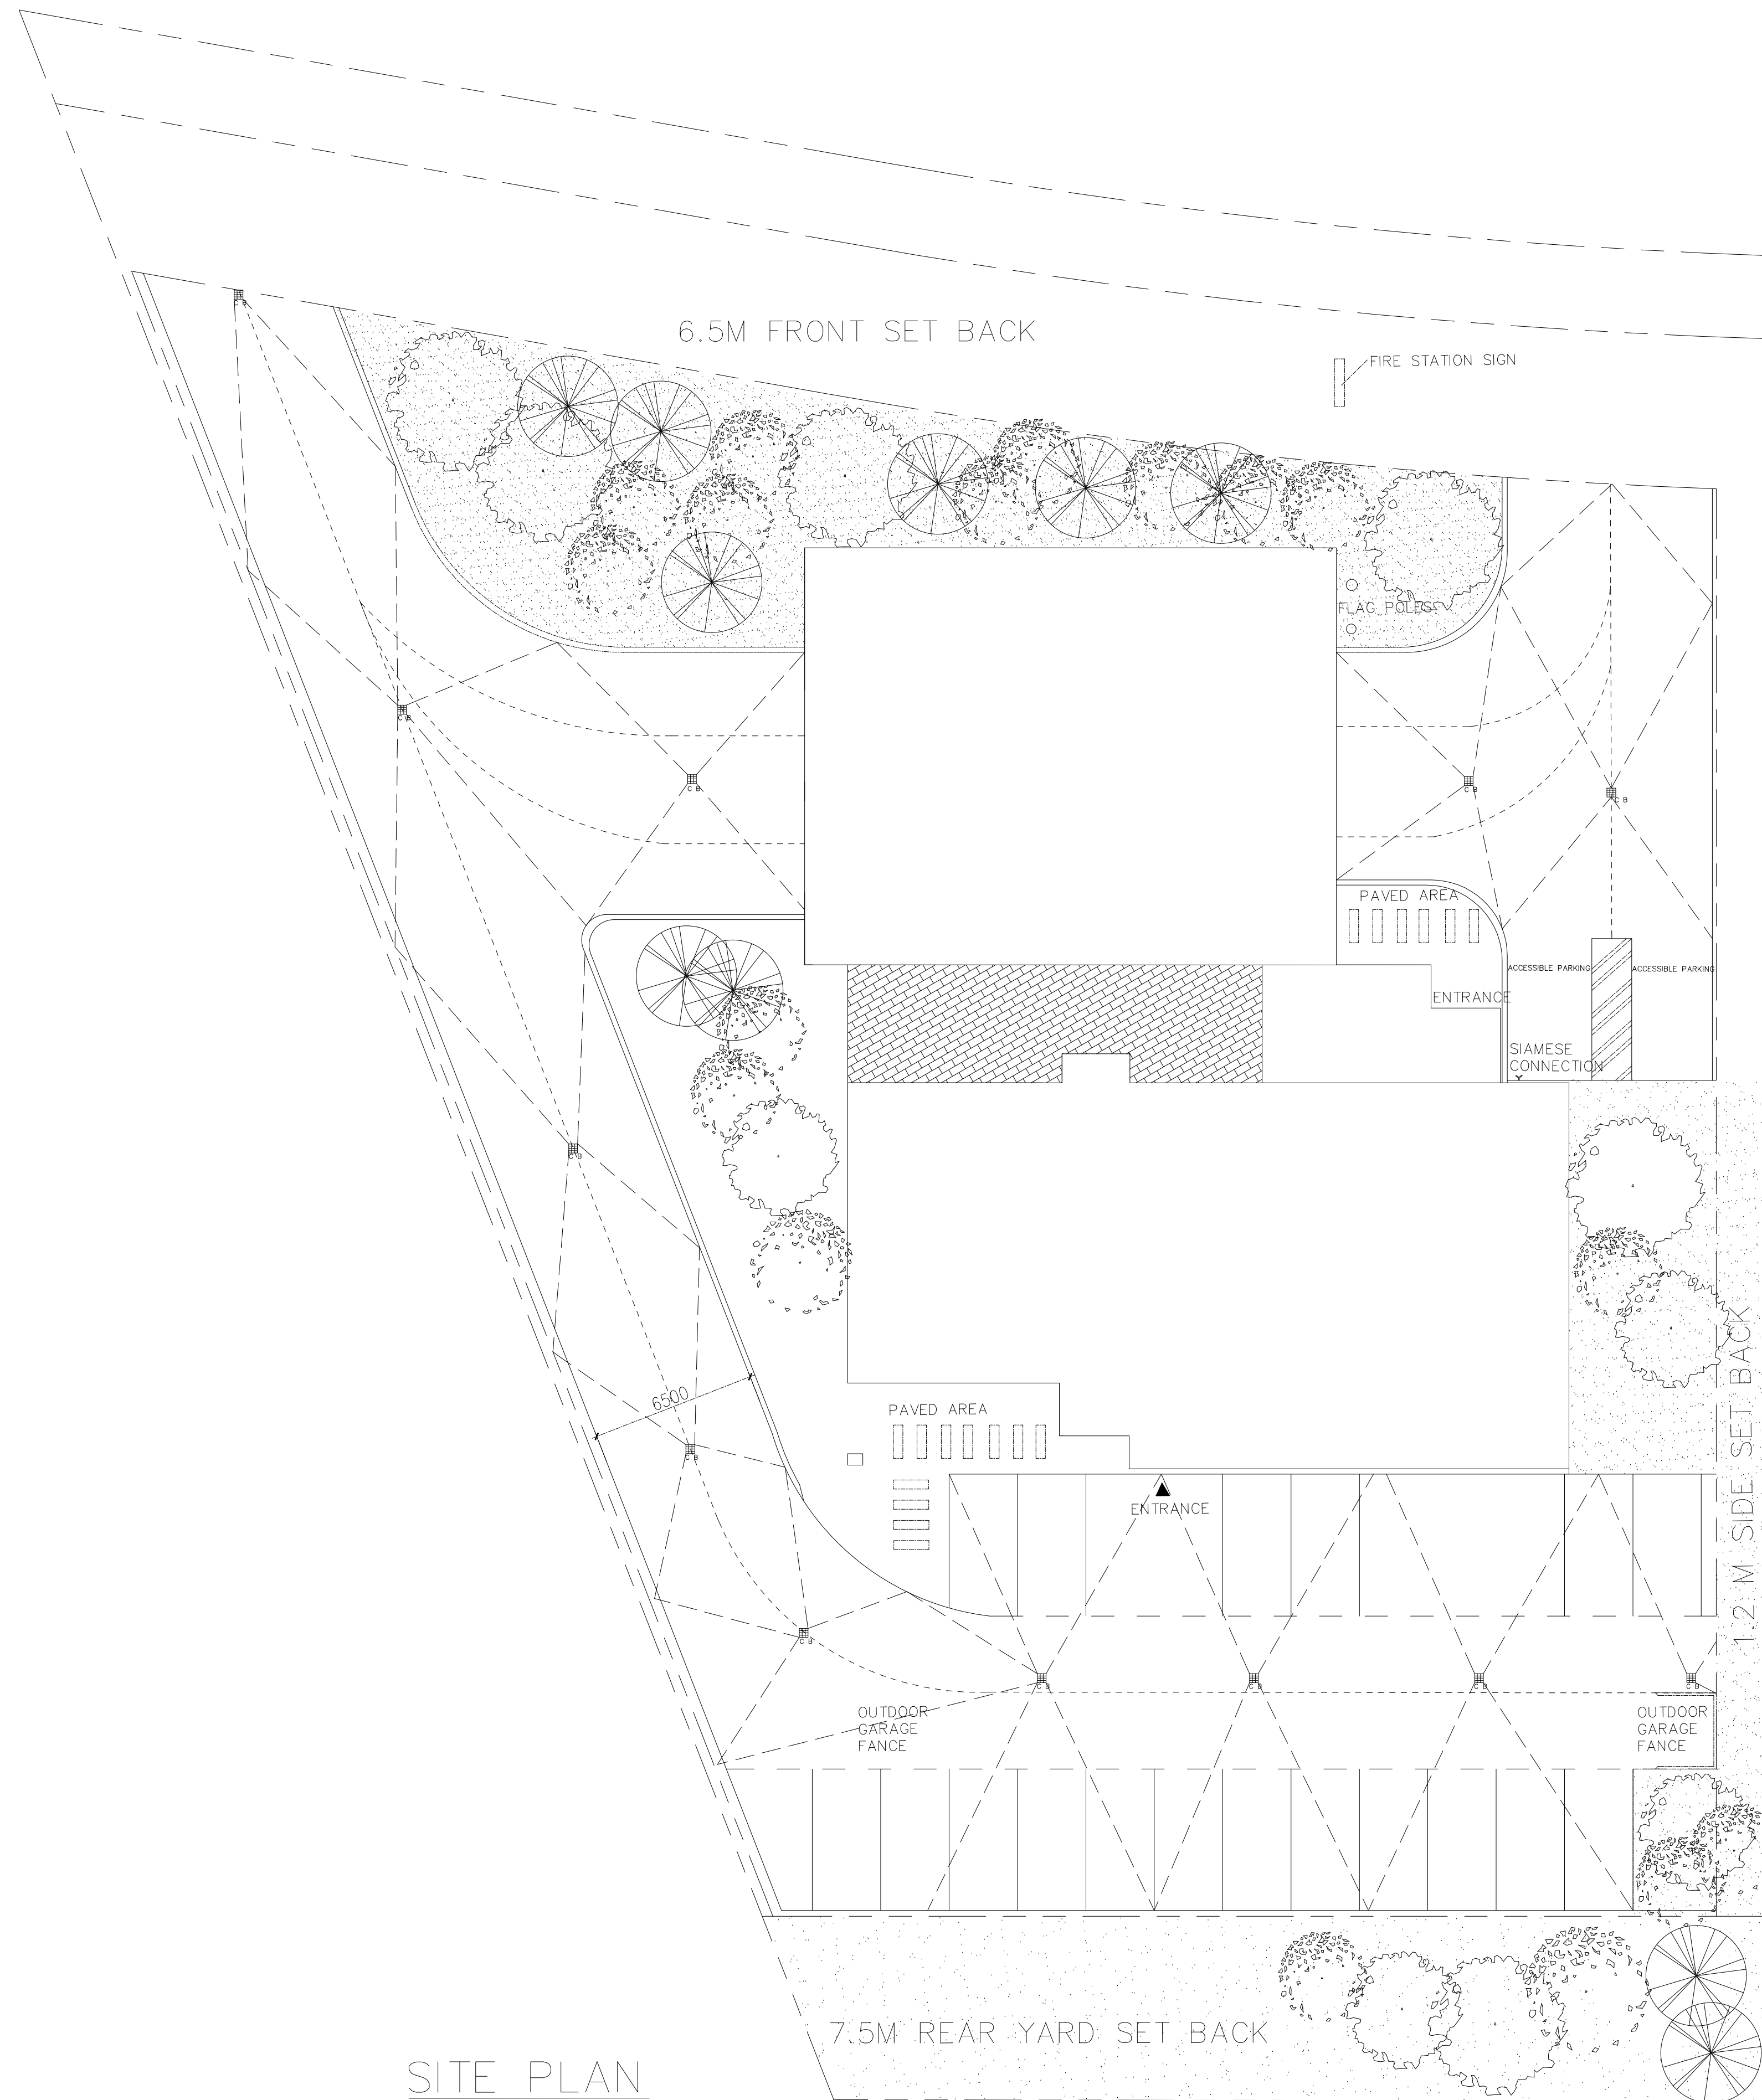 6.5M FRONT SET BACK
FIRE STATION SIGN
C B
FLAG POLES
C B
C B
C B
C B
PAVED AREA
ACCESSIBLE PARKING
ACCESSIBLE PARKING
ENTRANCE
SIAMESE
CONNECTION
C B
1.2 M SIDE SET BACK
6500
PAVED AREA
C B
ENTRANCE
C B
C B
C B
C B
C B
OUTDOOR
GARAGE
FANCE
OUTDOOR
GARAGE
FANCE
7.5M REAR YARD SET BACK
SITE PLAN